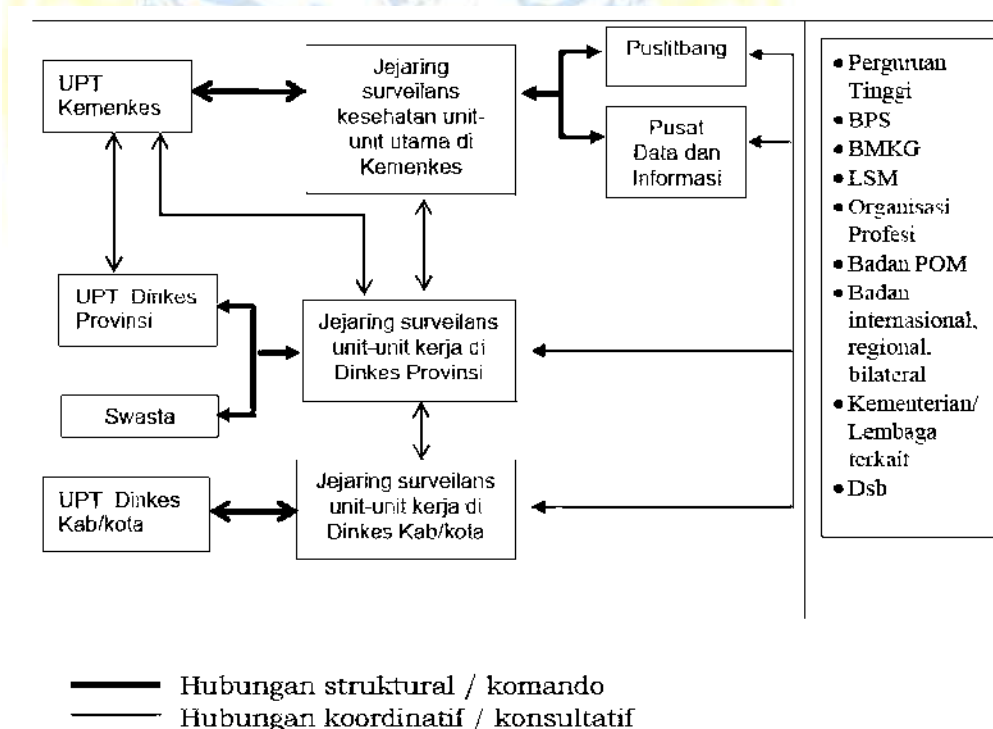 UPT
Kemenkes
Jejaring
surveilans
kesehatan unit-
unit utama di
Kemenkes
Puslitbang
Pusat
Data dan
Informasi
UPT Dinkes
Provinsi
Swasta
Jejaring surveilans
unit-unit kerja di
Dinkes Provinsi
UPT Dinkes
Kab/kota
Jejaring surveilans
unit-unit kerja di
Dinkes Kab/kota
• Perguruan
Tinggi
• BPS
• BMKG
• LSM
• Organisasi
Profesi
• Badan POM
• Badan
internasional,
regional,
bilateral
• Kementerian/
Lembaga
terkait
• Dsb
Hubungan struktural / komando
Hubungan koordinatif / konsultatif